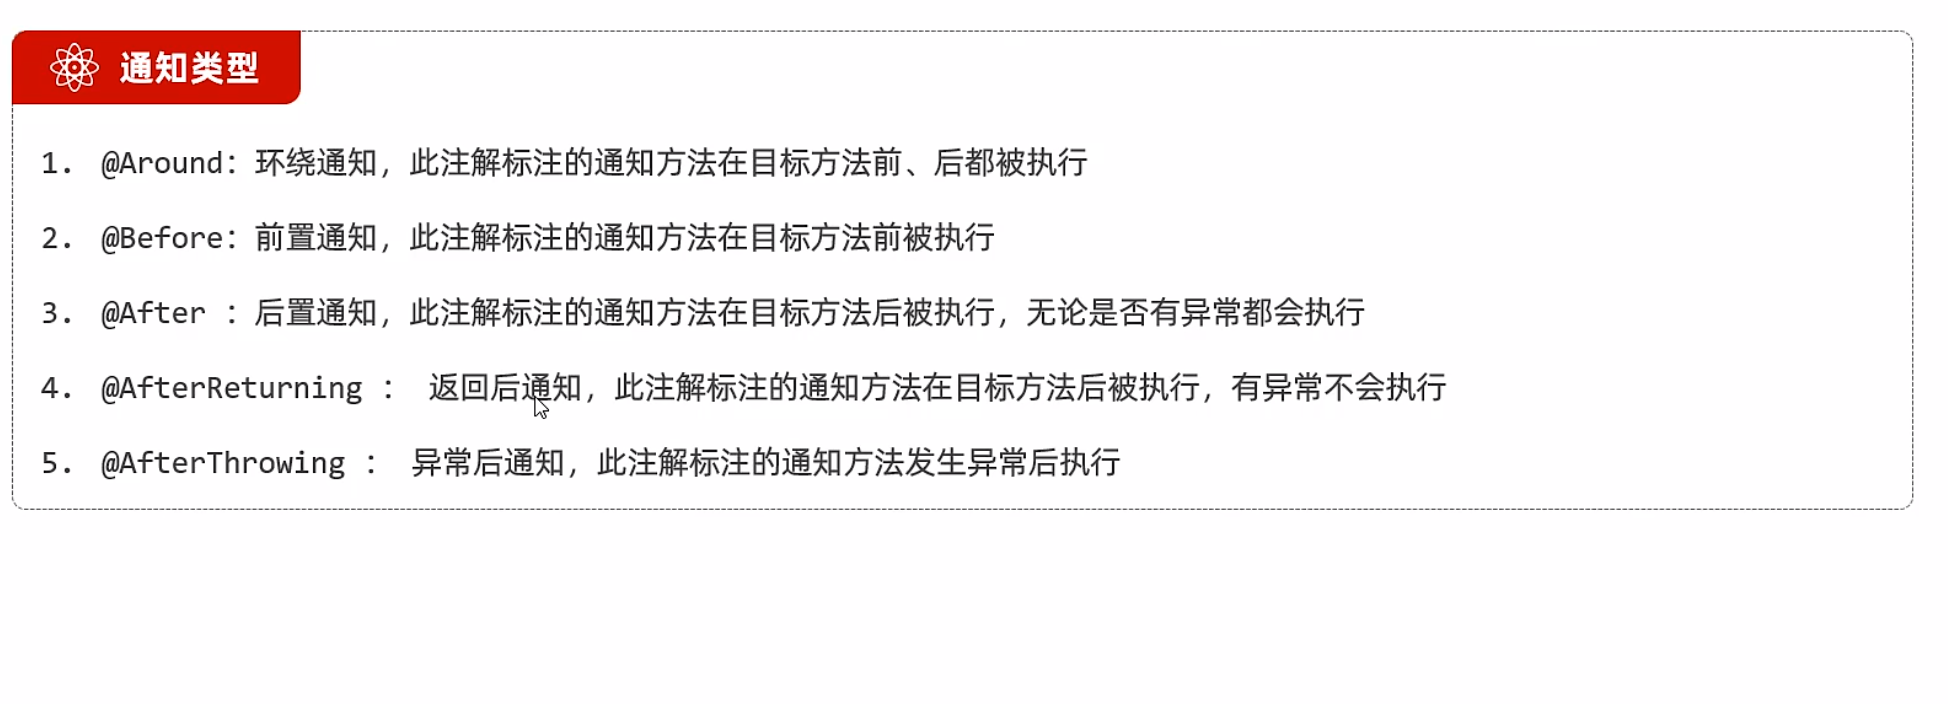 通知类型
1. @Around：环绕通知，此注解标注的通知方法在目标方法前、后都被执行
2. @Before：前置通知，此注解标注的通知方法在目标方法前被执行
3. @After ：后置通知，此注解标注的通知方法在目标方法后被执行，无论是否有异常都会执行
4. @AfterReturning ： 返回后通知，此注解标注的通知方法在目标方法后被执行，有异常不会执行
5. @AfterThrowing ： 异常后通知，此注解标注的通知方法发生异常后执行